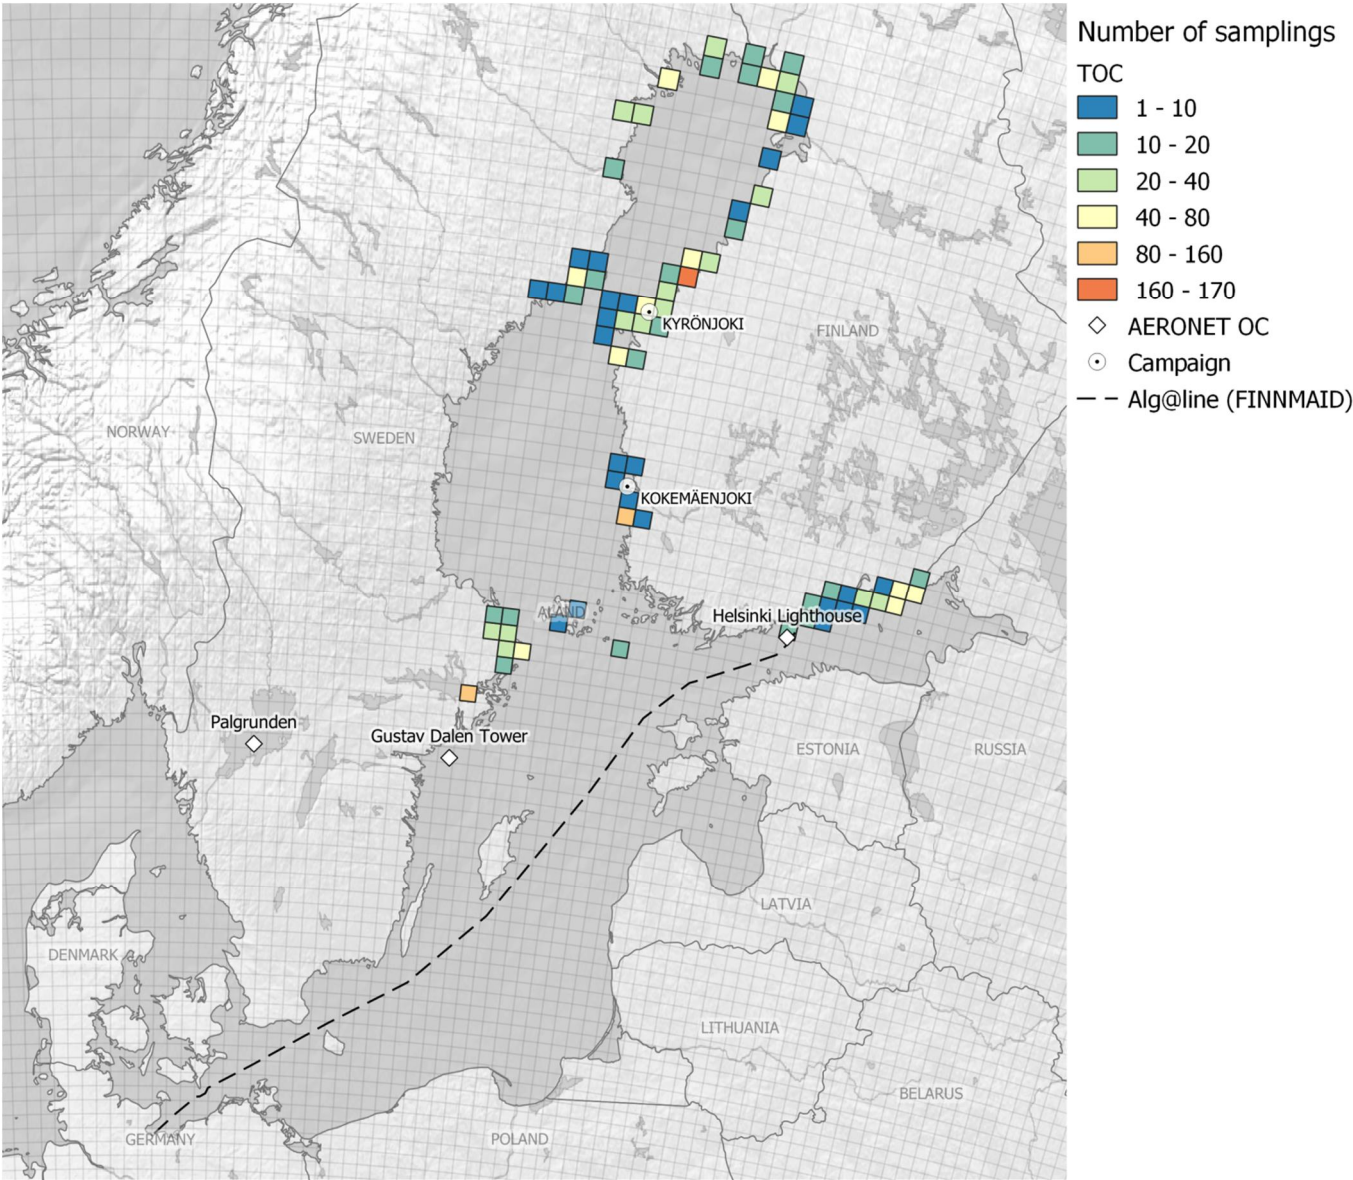 Number of samplings
TOC
1 - 10
10 - 20
20 - 40
40 - 80
80 - 160
160 - 170
AERONET OC
Campaign
Alg@line (FINNMAID)
KYRÖNJOKI
FINLAND
NORWAY
SWEDEN
KOKEMÄENJOKI
ÅLAND
Helsinki Lighthouse
Palgrunden
Gustav Dalen Tower
ESTONIA
RUSSIA
LATVIA
DENMARK
LITHUANIA
BELARUS
GERMANY
POLAND